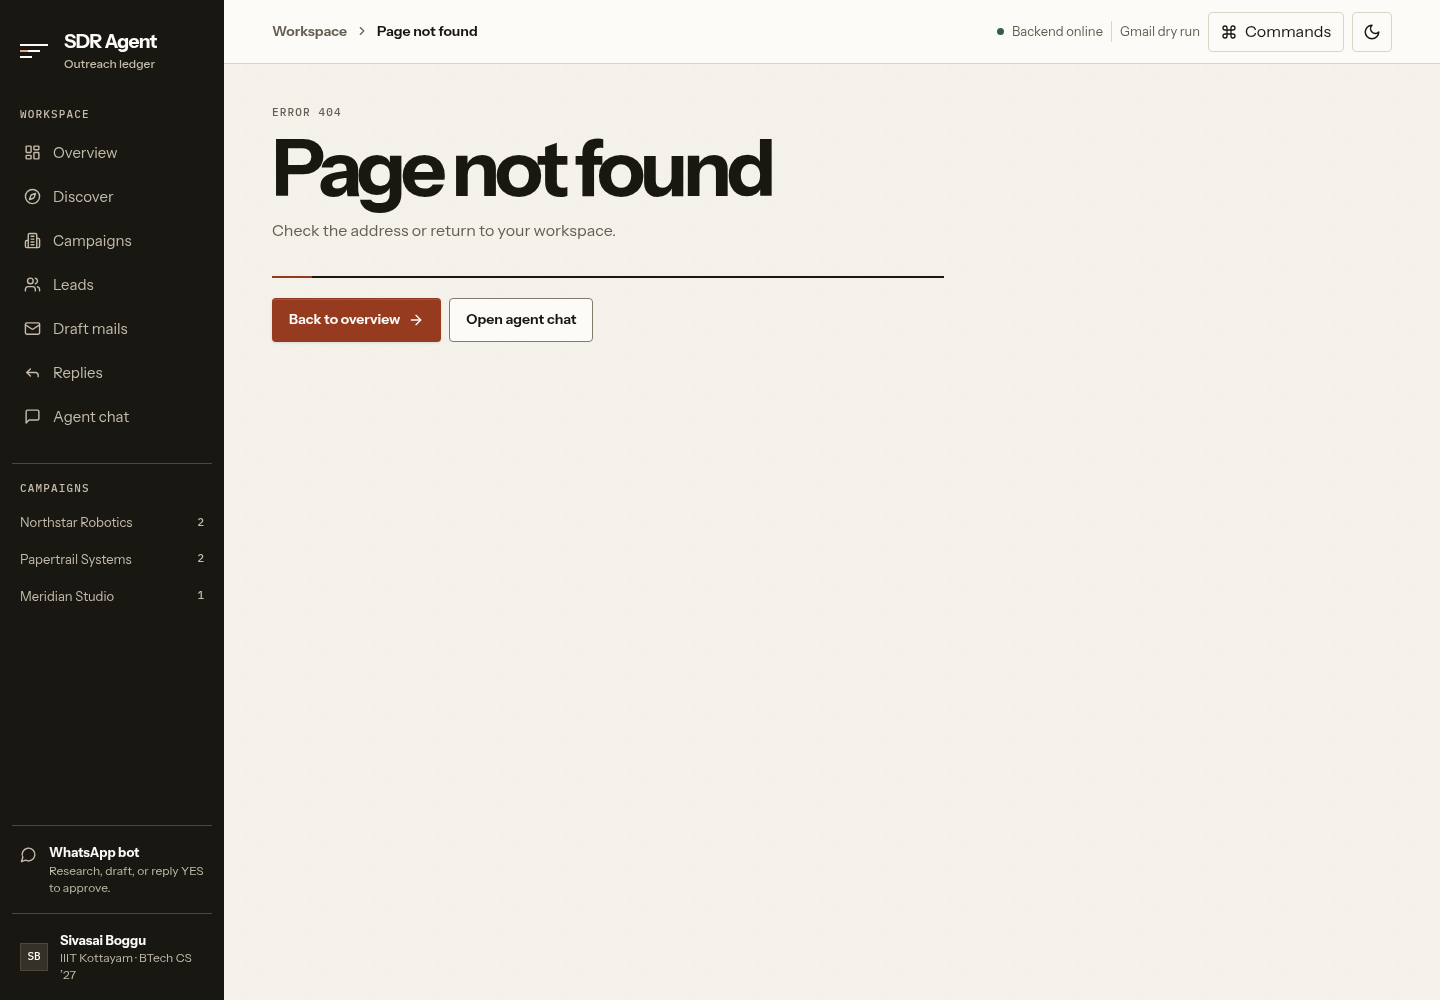 SDR Agent
Outreach ledger
WORKSPACE
Overview
Discover
Campaigns
Leads
Draft mails
Replies
Agent chat
CAMPAIGNS
Northstar Robotics 2
Papertrail Systems 2
Meridian Studio 1
WhatsApp bot
Research, draft, or reply YES
to approve.
SB
Sivasai Boggu
IIIT Kottayam · BTech CS
'27
Workspace > Page not found
Backend online
Gmail dry run
⌘ Commands
ERROR 404
Page not found
Check the address or return to your workspace.
Back to overview →
Open agent chat